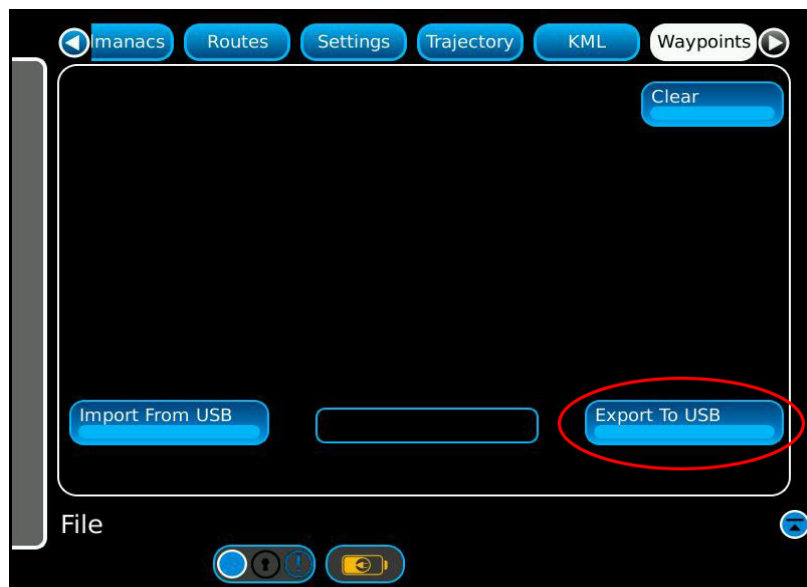 lmanacs Routes Settings Trajectory KML Waypoints
Clear
Import From USB Export To USB
File